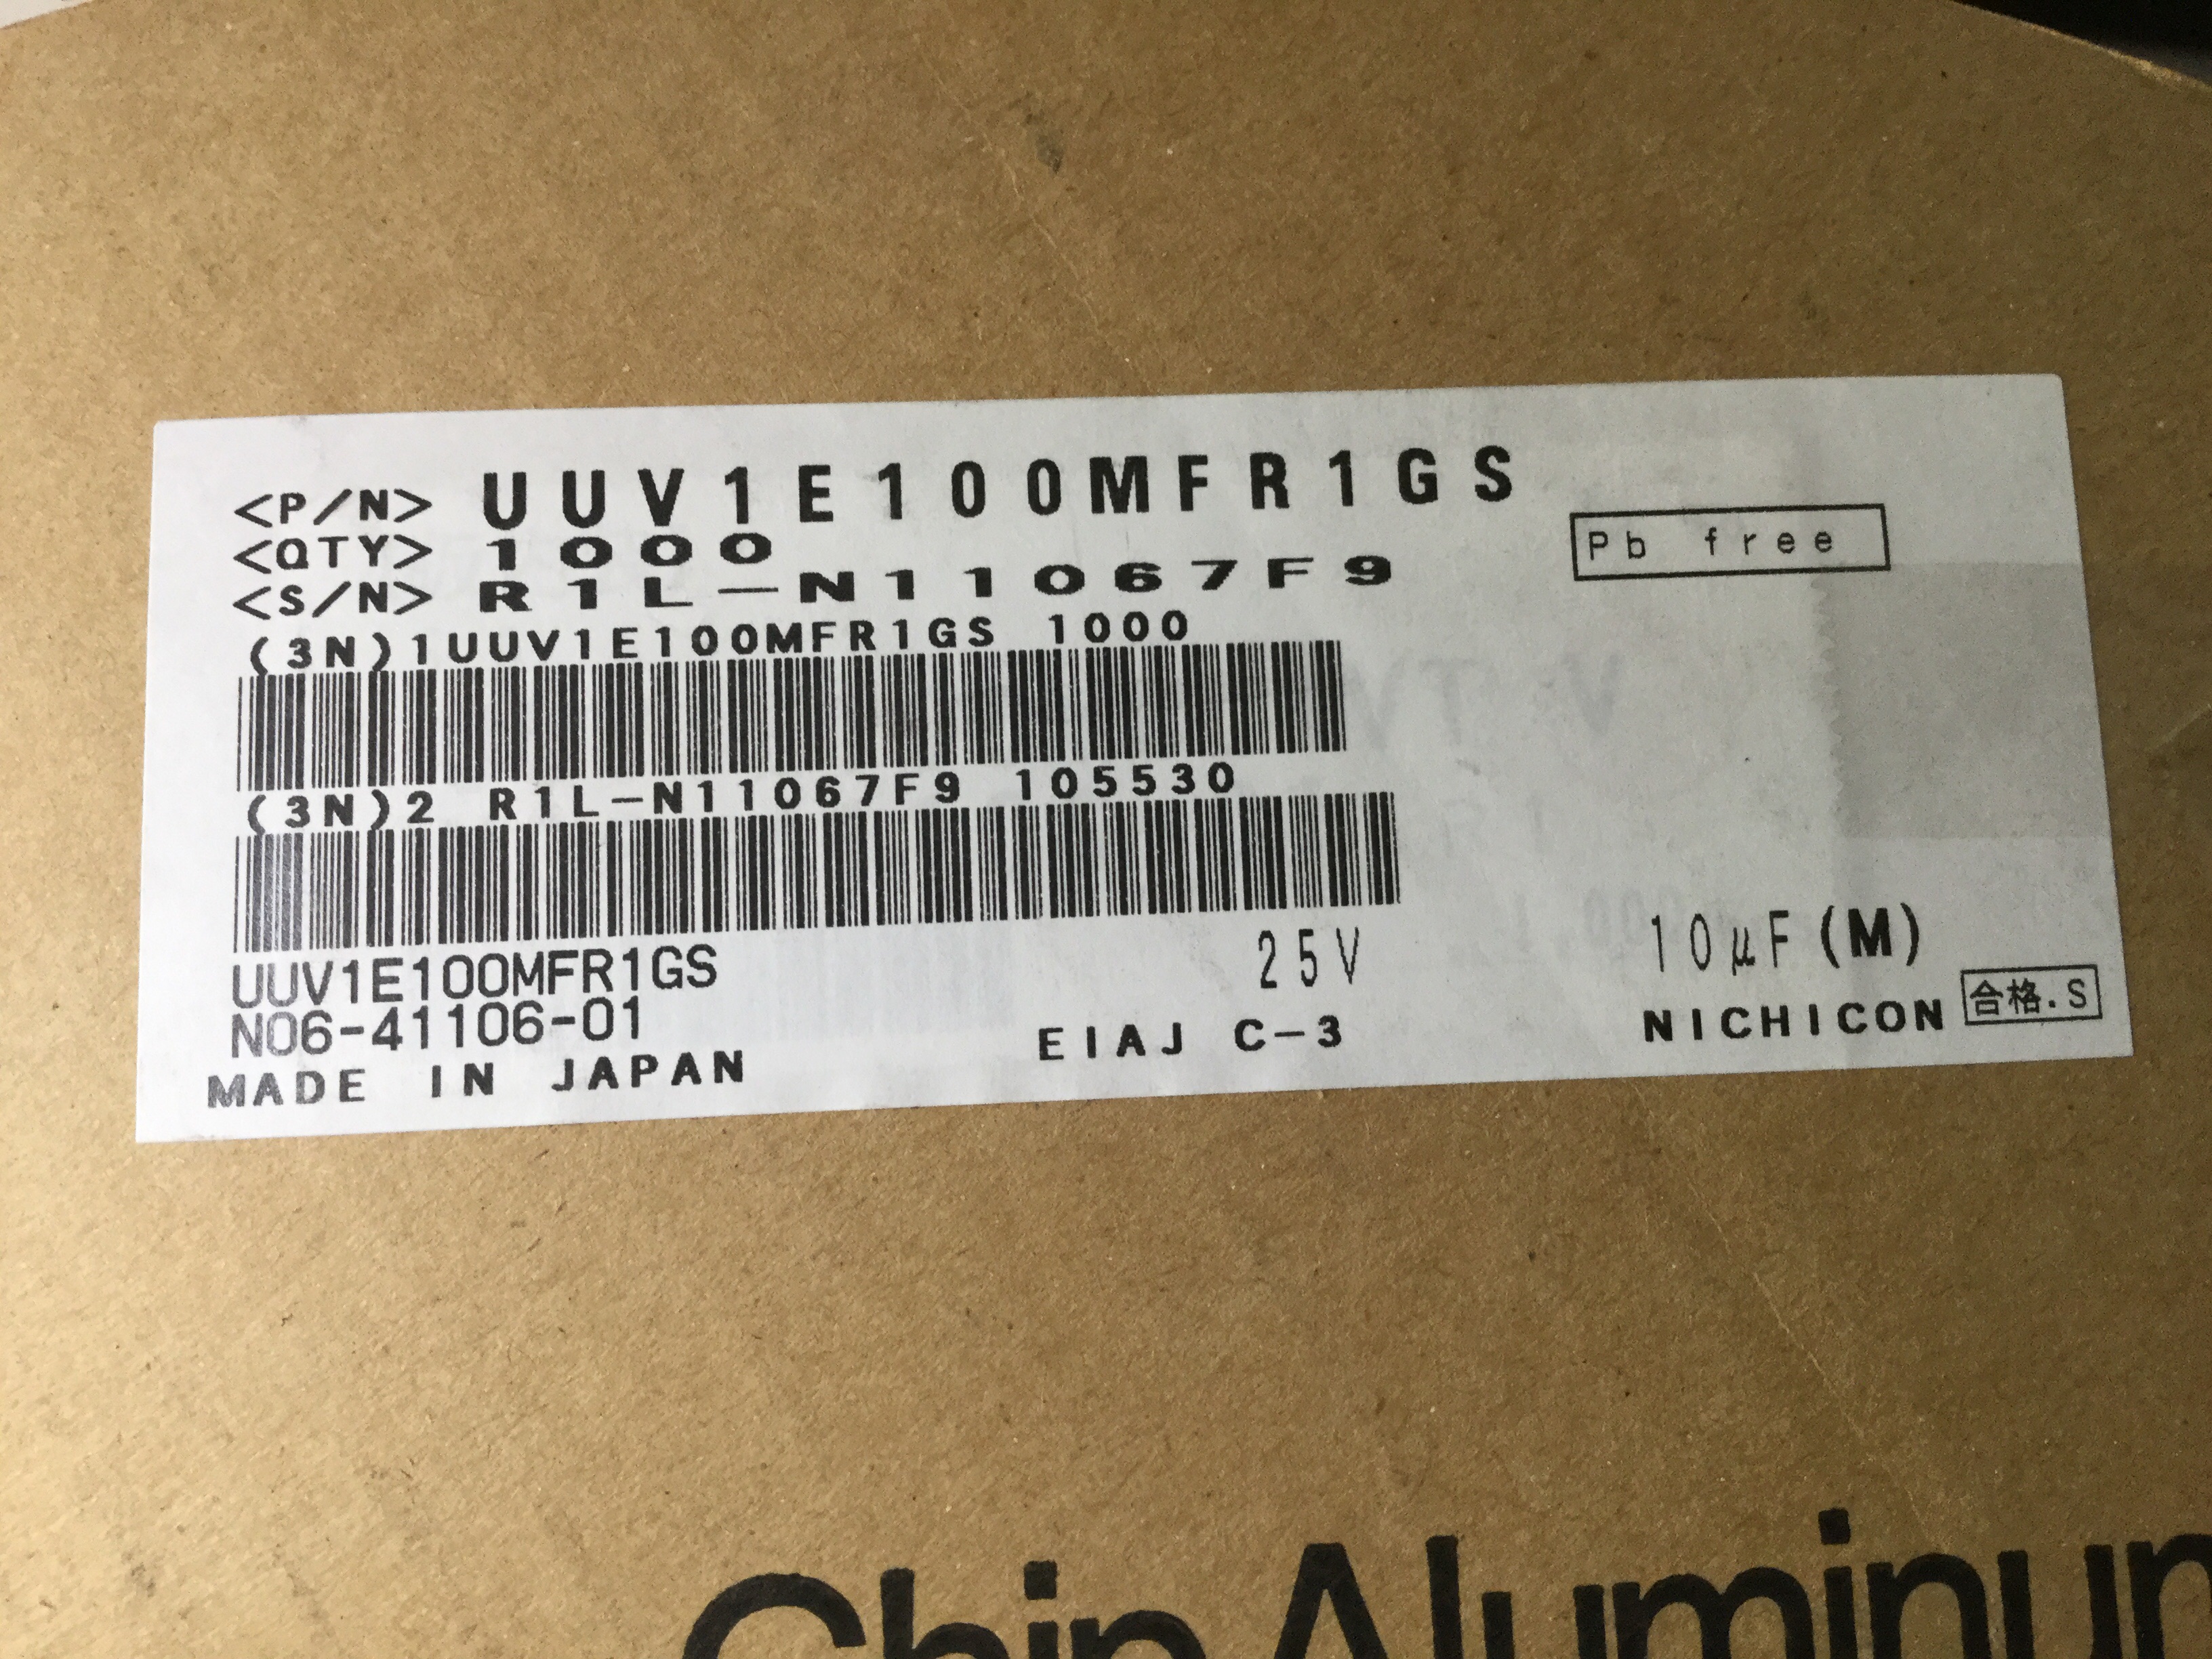 <P/N> UUV1E100MFR1GS
<QTY> 1000
<S/N> R1L-N11067F9
Pb free
(3N)1UUV1E100MFR1GS 1000
(3N)2 R1L-N11067F9 105530
UUV1E100MFR1GS 25V 10μF(M)
N06-41106-01
MADE IN JAPAN EIAJ C-3 NICHICON 合格.S
Chip Aluminum